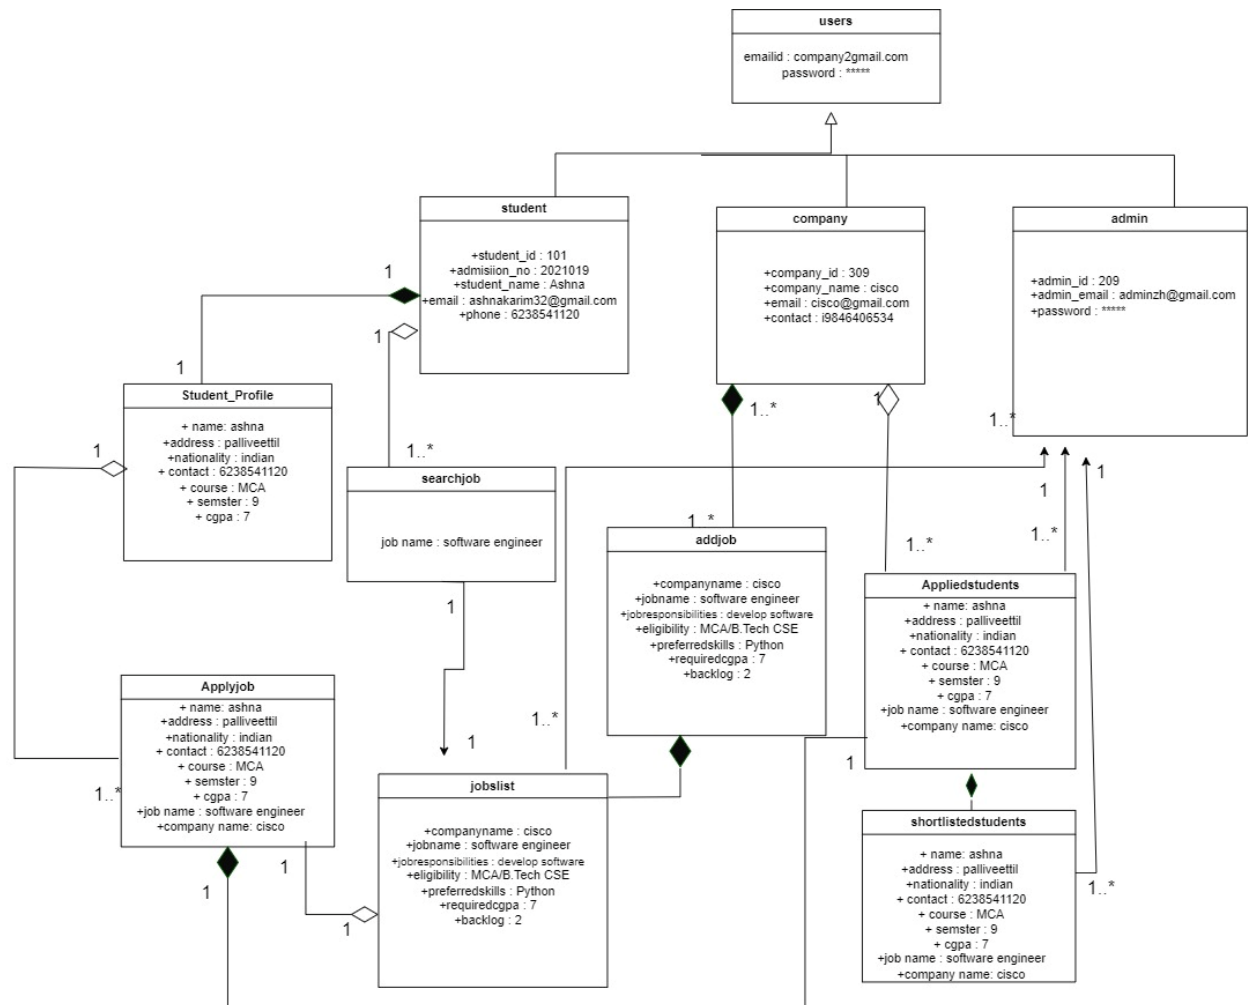 users
emailid : company2gmail.com
password : *****
student
+student_id : 101
+admisiion_no : 2021019
+student_name : Ashna
+email : ashnakarim32@gmail.com
+phone : 6238541120
company
+company_id : 309
+company_name : cisco
+email : cisco@gmail.com
+contact : i9846406534
admin
+admin_id : 209
+admin_email : adminzh@gmail.com
+password : *****
1
1
1
1..*
1
1..*
1..*
Student_Profile
+ name: ashna
+address : palliveettil
+nationality : indian
+ contact : 6238541120
+ course : MCA
+ semster : 9
+ cgpa : 7
1
1..*
searchjob
job name : software engineer
1
1
1..*
1..*
1..*
1
1
addjob
+companyname : cisco
+jobname : software engineer
+jobresponsibilities : develop software
+eligibility : MCA/B.Tech CSE
+preferredskills : Python
+requiredcgpa : 7
+backlog : 2
Appliedstudents
+ name: ashna
+address : palliveettil
+nationality : indian
+ contact : 6238541120
+ course : MCA
+ semster : 9
+ cgpa : 7
+job name : software engineer
+company name: cisco
1
Applyjob
+ name: ashna
+address : palliveettil
+nationality : indian
+ contact : 6238541120
+ course : MCA
+ semster : 9
+ cgpa : 7
+job name : software engineer
+company name: cisco
1
1
1
1..*
jobslist
+companyname : cisco
+jobname : software engineer
+jobresponsibilities : develop software
+eligibility : MCA/B.Tech CSE
+preferredskills : Python
+requiredcgpa : 7
+backlog : 2
shortlistedstudents
+ name: ashna
+address : palliveettil
+nationality : indian
+ contact : 6238541120
+ course : MCA
+ semster : 9
+ cgpa : 7
+job name : software engineer
+company name: cisco
1..*